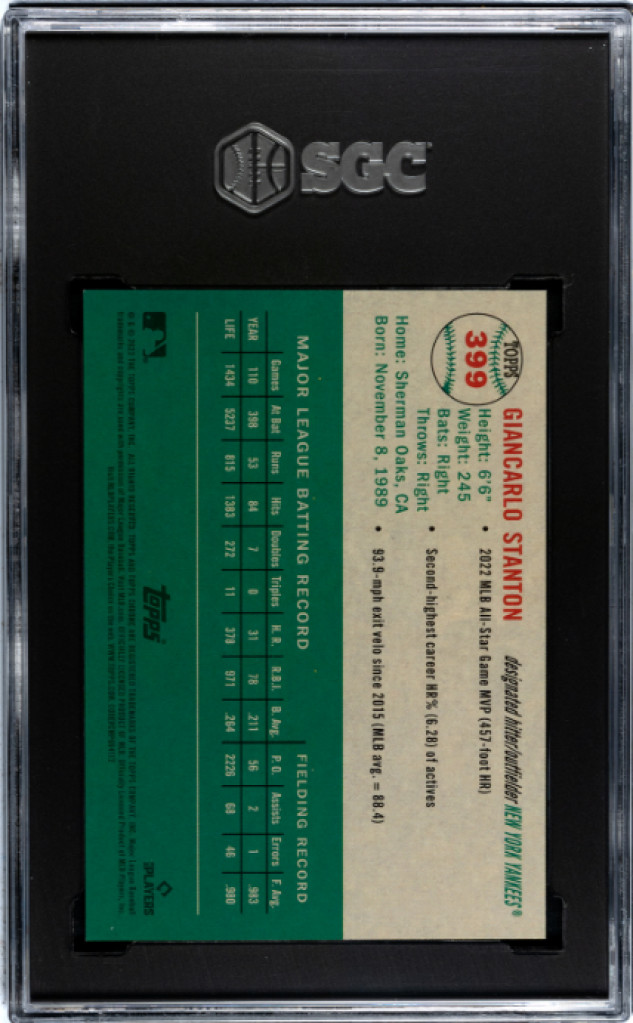 SGC
TOPPS
399
GIANCARLO STANTON designated hitter/outfielder NEW YORK YANKEES®
Height: 6'6"
Weight: 245
Bats: Right
Throws: Right
Home: Sherman Oaks, CA
Born: November 8, 1989
• 2022 MLB All-Star Game MVP (457-foot HR)
• Second-highest career HR% (6.28) of actives
• 93.9-mph exit velo since 2015 (MLB avg. = 88.4)
MAJOR LEAGUE BATTING RECORD FIELDING RECORD
Games At Bat Runs Hits Doubles Triples H.R. R.B.I. B. Avg. P.O. Assists Errors F. Avg.
YEAR 110 398 53 84 7 0 31 78 .211 56 2 1 .983
LIFE 1434 5237 815 1383 272 11 378 971 .264 2226 68 46 .980
topps®
PLAYERS